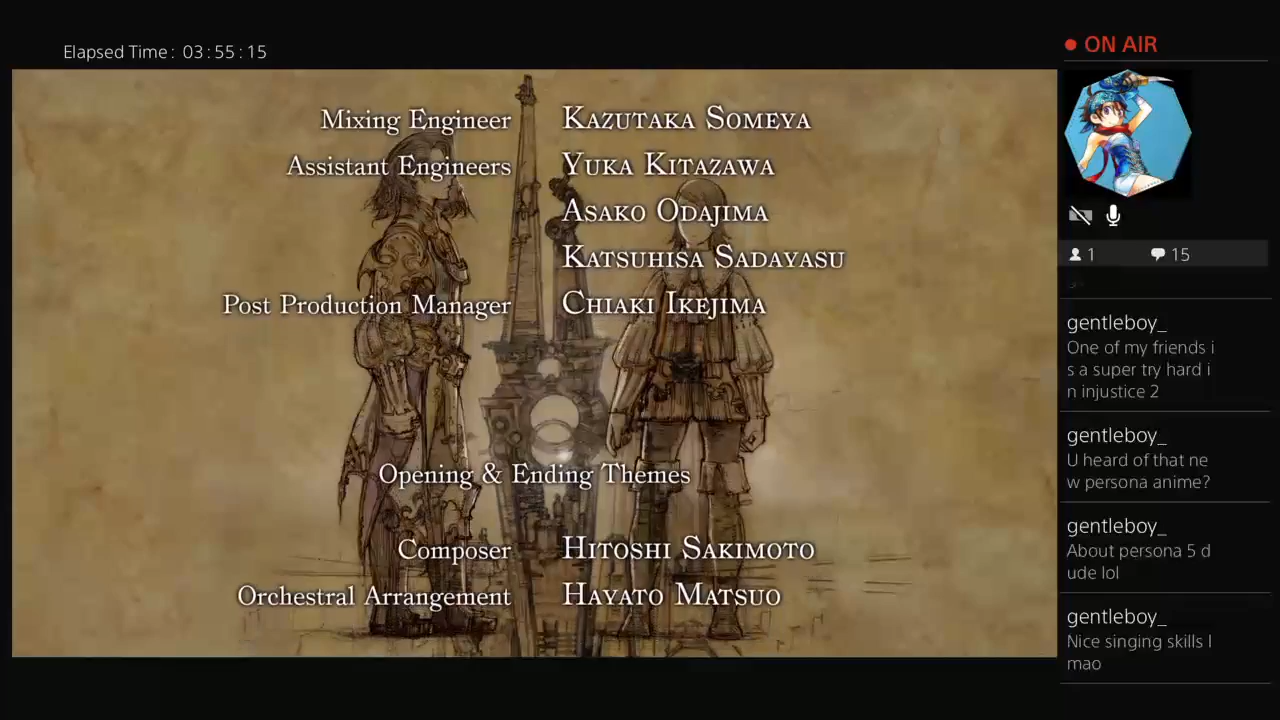 Elapsed Time: 03:55:15
ON AIR
Mixing Engineer KAZUTAKA SOMEYA
Assistant Engineers YUKA KITAZAWA
ASAKO ODAJIMA
KATSUHISA SADAYASU
Post Production Manager CHIAKI IKEJIMA
Opening & Ending Themes
Composer HITOSHI SAKIMOTO
Orchestral Arrangement HAYATO MATSUO
1 15
gentleboy_
One of my friends i
s a super try hard i
n injustice 2
gentleboy_
U heard of that ne
w persona anime?
gentleboy_
About persona 5 d
ude lol
gentleboy_
Nice singing skills l
mao